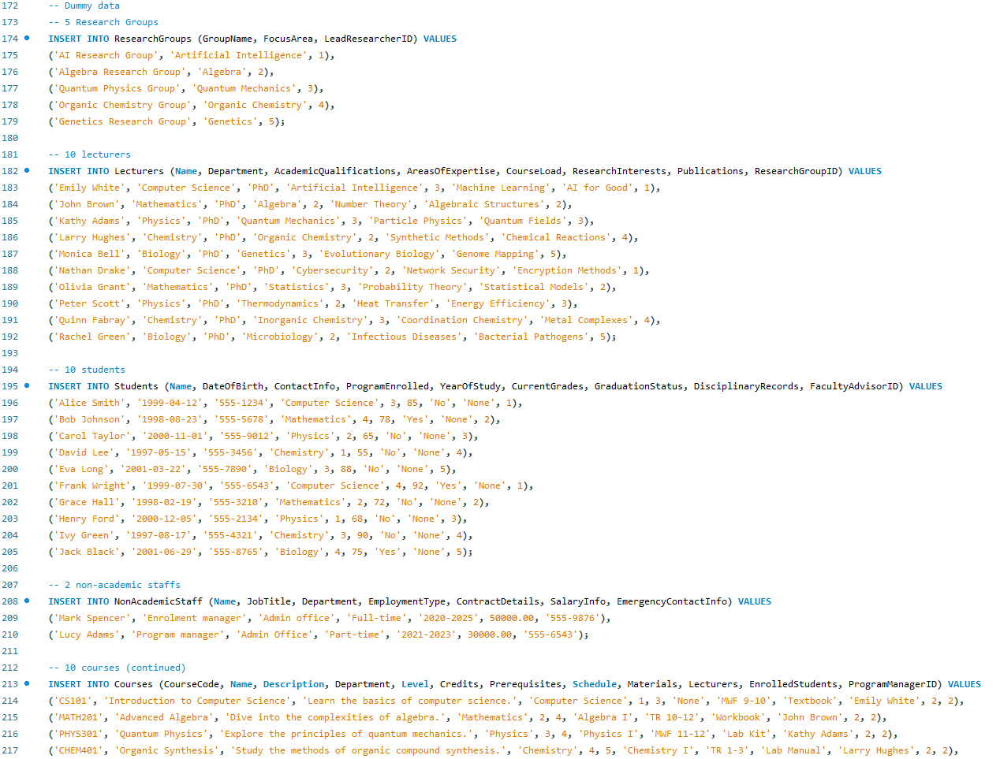 172 -- Dummy data
173 -- 5 Research Groups
174 INSERT INTO ResearchGroups (GroupName, FocusArea, LeadResearcherID) VALUES
175 ('AI Research Group', 'Artificial Intelligence', 1),
176 ('Algebra Research Group', 'Algebra', 2),
177 ('Quantum Physics Group', 'Quantum Mechanics', 3),
178 ('Organic Chemistry Group', 'Organic Chemistry', 4),
179 ('Genetics Research Group', 'Genetics', 5);
180
181 -- 10 lecturers
182 INSERT INTO Lecturers (Name, Department, AcademicQualifications, AreasOfExpertise, CourseLoad, ResearchInterests, Publications, ResearchGroupID) VALUES
183 ('Emily White', 'Computer Science', 'PhD', 'Artificial Intelligence', 3, 'Machine Learning', 'AI for Good', 1),
184 ('John Brown', 'Mathematics', 'PhD', 'Algebra', 2, 'Number Theory', 'Algebraic Structures', 2),
185 ('Kathy Adams', 'Physics', 'PhD', 'Quantum Mechanics', 3, 'Particle Physics', 'Quantum Fields', 3),
186 ('Larry Hughes', 'Chemistry', 'PhD', 'Organic Chemistry', 2, 'Synthetic Methods', 'Chemical Reactions', 4),
187 ('Monica Bell', 'Biology', 'PhD', 'Genetics', 3, 'Evolutionary Biology', 'Genome Mapping', 5),
188 ('Nathan Drake', 'Computer Science', 'PhD', 'Cybersecurity', 2, 'Network Security', 'Encryption Methods', 1),
189 ('Olivia Grant', 'Mathematics', 'PhD', 'Statistics', 3, 'Probability Theory', 'Statistical Models', 2),
190 ('Peter Scott', 'Physics', 'PhD', 'Thermodynamics', 2, 'Heat Transfer', 'Energy Efficiency', 3),
191 ('Quinn Fabray', 'Chemistry', 'PhD', 'Inorganic Chemistry', 3, 'Coordination Chemistry', 'Metal Complexes', 4),
192 ('Rachel Green', 'Biology', 'PhD', 'Microbiology', 2, 'Infectious Diseases', 'Bacterial Pathogens', 5);
193
194 -- 10 students
195 INSERT INTO Students (Name, DateOfBirth, ContactInfo, ProgramEnrolled, YearOfStudy, CurrentGrades, GraduationStatus, DisciplinaryRecords, FacultyAdvisorID) VALUES
196 ('Alice Smith', '1999-04-12', '555-1234', 'Computer Science', 3, 85, 'No', 'None', 1),
197 ('Bob Johnson', '1998-08-23', '555-5678', 'Mathematics', 4, 78, 'Yes', 'None', 2),
198 ('Carol Taylor', '2000-11-01', '555-9012', 'Physics', 2, 65, 'No', 'None', 3),
199 ('David Lee', '1997-05-15', '555-3456', 'Chemistry', 1, 55, 'No', 'None', 4),
200 ('Eva Long', '2001-03-22', '555-7890', 'Biology', 3, 88, 'No', 'None', 5),
201 ('Frank Wright', '1999-07-30', '555-6543', 'Computer Science', 4, 92, 'Yes', 'None', 1),
202 ('Grace Hall', '1998-02-19', '555-3210', 'Mathematics', 2, 72, 'No', 'None', 2),
203 ('Henry Ford', '2000-12-05', '555-2134', 'Physics', 1, 68, 'No', 'None', 3),
204 ('Ivy Green', '1997-08-17', '555-4321', 'Chemistry', 3, 90, 'No', 'None', 4),
205 ('Jack Black', '2001-06-29', '555-8765', 'Biology', 4, 75, 'Yes', 'None', 5);
206
207 -- 2 non-academic staffs
208 INSERT INTO NonAcademicStaff (Name, JobTitle, Department, EmploymentType, ContractDetails, SalaryInfo, EmergencyContactInfo) VALUES
209 ('Mark Spencer', 'Enrolment manager', 'Admin office', 'Full-time', '2020-2025', 50000.00, '555-9876'),
210 ('Lucy Adams', 'Program manager', 'Admin Office', 'Part-time', '2021-2023', 30000.00, '555-6543');
211
212 -- 10 courses (continued)
213 INSERT INTO Courses (CourseCode, Name, Description, Department, Level, Credits, Prerequisites, Schedule, Materials, Lecturers, EnrolledStudents, ProgramManagerID) VALUES
214 ('CS101', 'Introduction to Computer Science', 'Learn the basics of computer science.', 'Computer Science', 1, 3, 'None', 'MWF 9-10', 'Textbook', 'Emily White', 2, 2),
215 ('MATH201', 'Advanced Algebra', 'Dive into the complexities of algebra.', 'Mathematics', 2, 4, 'Algebra I', 'TR 10-12', 'Workbook', 'John Brown', 2, 2),
216 ('PHYS301', 'Quantum Physics', 'Explore the principles of quantum mechanics.', 'Physics', 3, 4, 'Physics I', 'MWF 11-12', 'Lab Kit', 'Kathy Adams', 2, 2),
217 ('CHEM401', 'Organic Synthesis', 'Study the methods of organic compound synthesis.', 'Chemistry', 4, 5, 'Chemistry I', 'TR 1-3', 'Lab Manual', 'Larry Hughes', 2, 2),